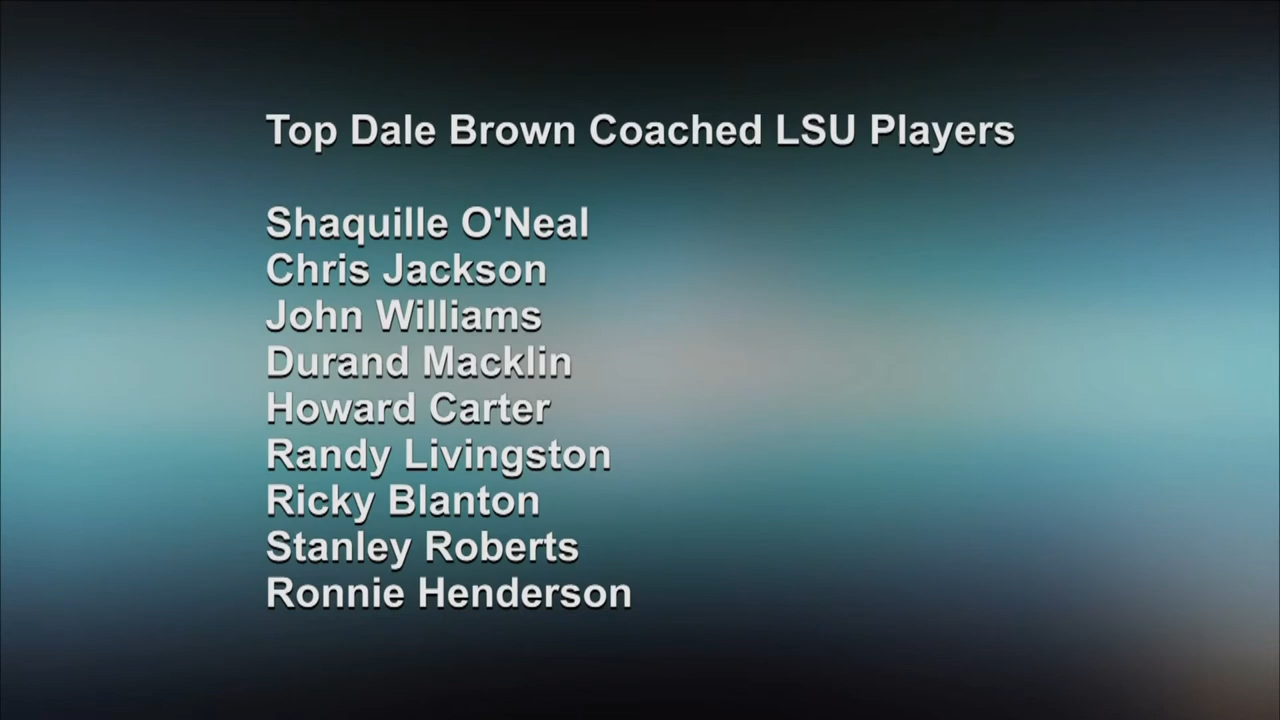 Top Dale Brown Coached LSU Players
Shaquille O'Neal
Chris Jackson
John Williams
Durand Macklin
Howard Carter
Randy Livingston
Ricky Blanton
Stanley Roberts
Ronnie Henderson